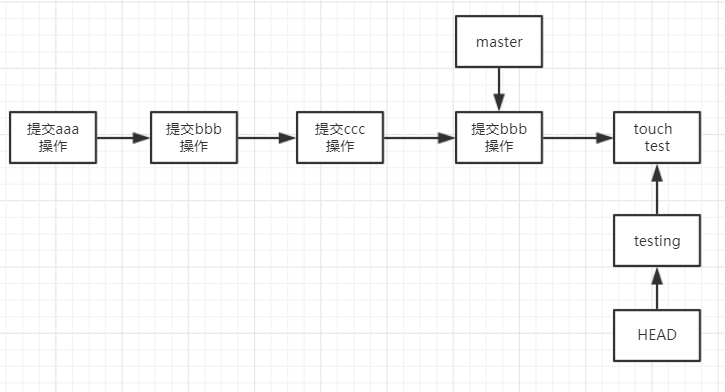 master
提交aaa
操作
提交bbb
操作
提交ccc
操作
提交bbb
操作
touch
test
testing
HEAD